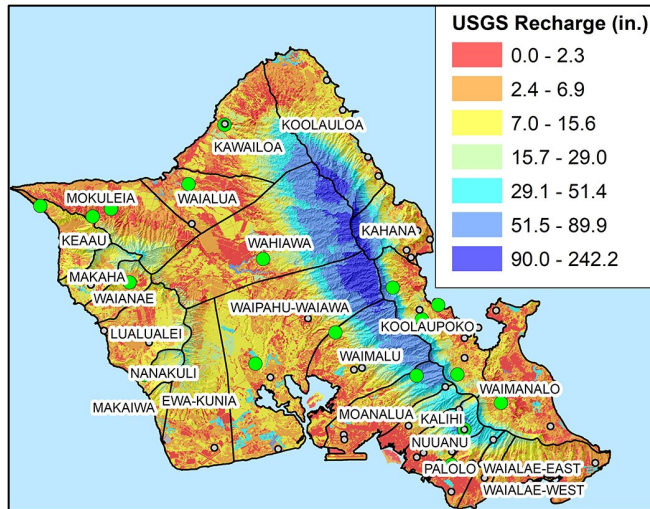 USGS Recharge (in.)
0.0 - 2.3
2.4 - 6.9
7.0 - 15.6
15.7 - 29.0
29.1 - 51.4
51.5 - 89.9
90.0 - 242.2
KOOLAULOA
KAWAILOA
MOKULEIA
WAIALUA
KAHANA
KEAAU
WAHIAWA
MAKAHA
WAIANAE
WAIPAHU-WAIAWA
KOOLAUPOKO
LUALUALEI
WAIMALU
NANAKULI
WAIMANALO
MAKAIWA
EWA-KUNIA
MOANALUA
KALIHI
NUUANU
PALOLO
WAIALAE-EAST
WAIALAE-WEST